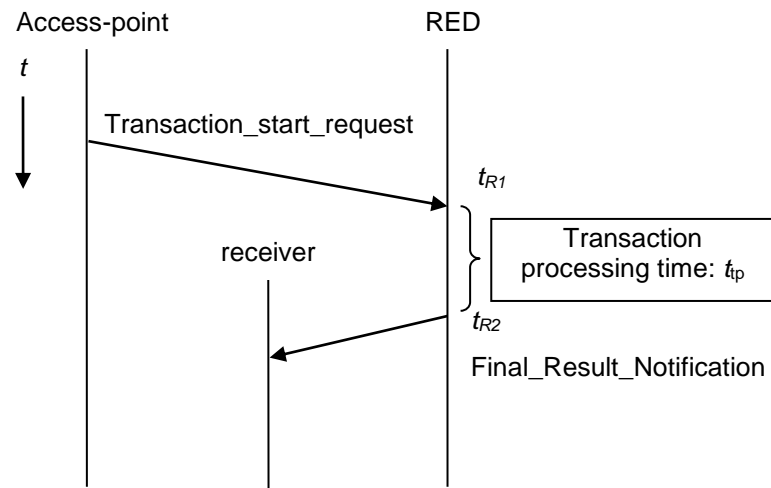 Access-point
RED
t
Transaction_start_request
tR1
receiver
Transaction
processing time: ttp
tR2
Final_Result_Notification